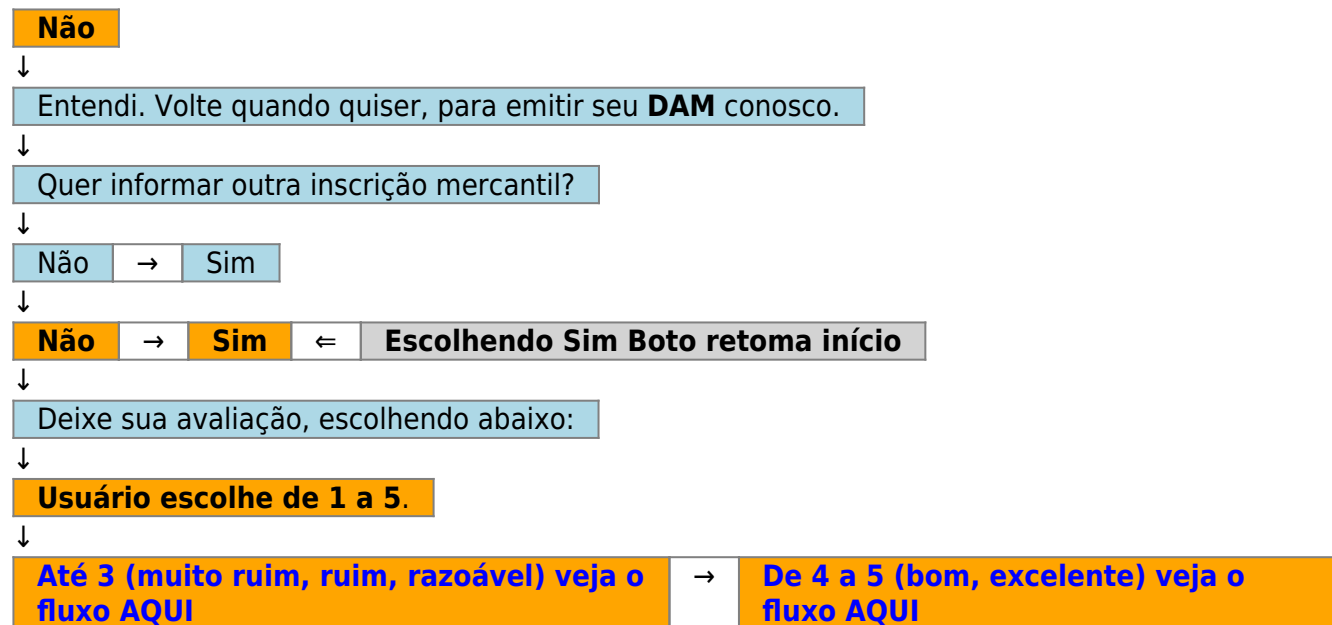 Não
↓
Entendi. Volte quando quiser, para emitir seu DAM conosco.
↓
Quer informar outra inscrição mercantil?
↓
Não → Sim
↓
Não → Sim ⇐ Escolhendo Sim Boto retoma início
↓
Deixe sua avaliação, escolhendo abaixo:
↓
Usuário escolhe de 1 a 5.
↓
Até 3 (muito ruim, ruim, razoável) veja o
fluxo AQUI
→
De 4 a 5 (bom, excelente) veja o
fluxo AQUI